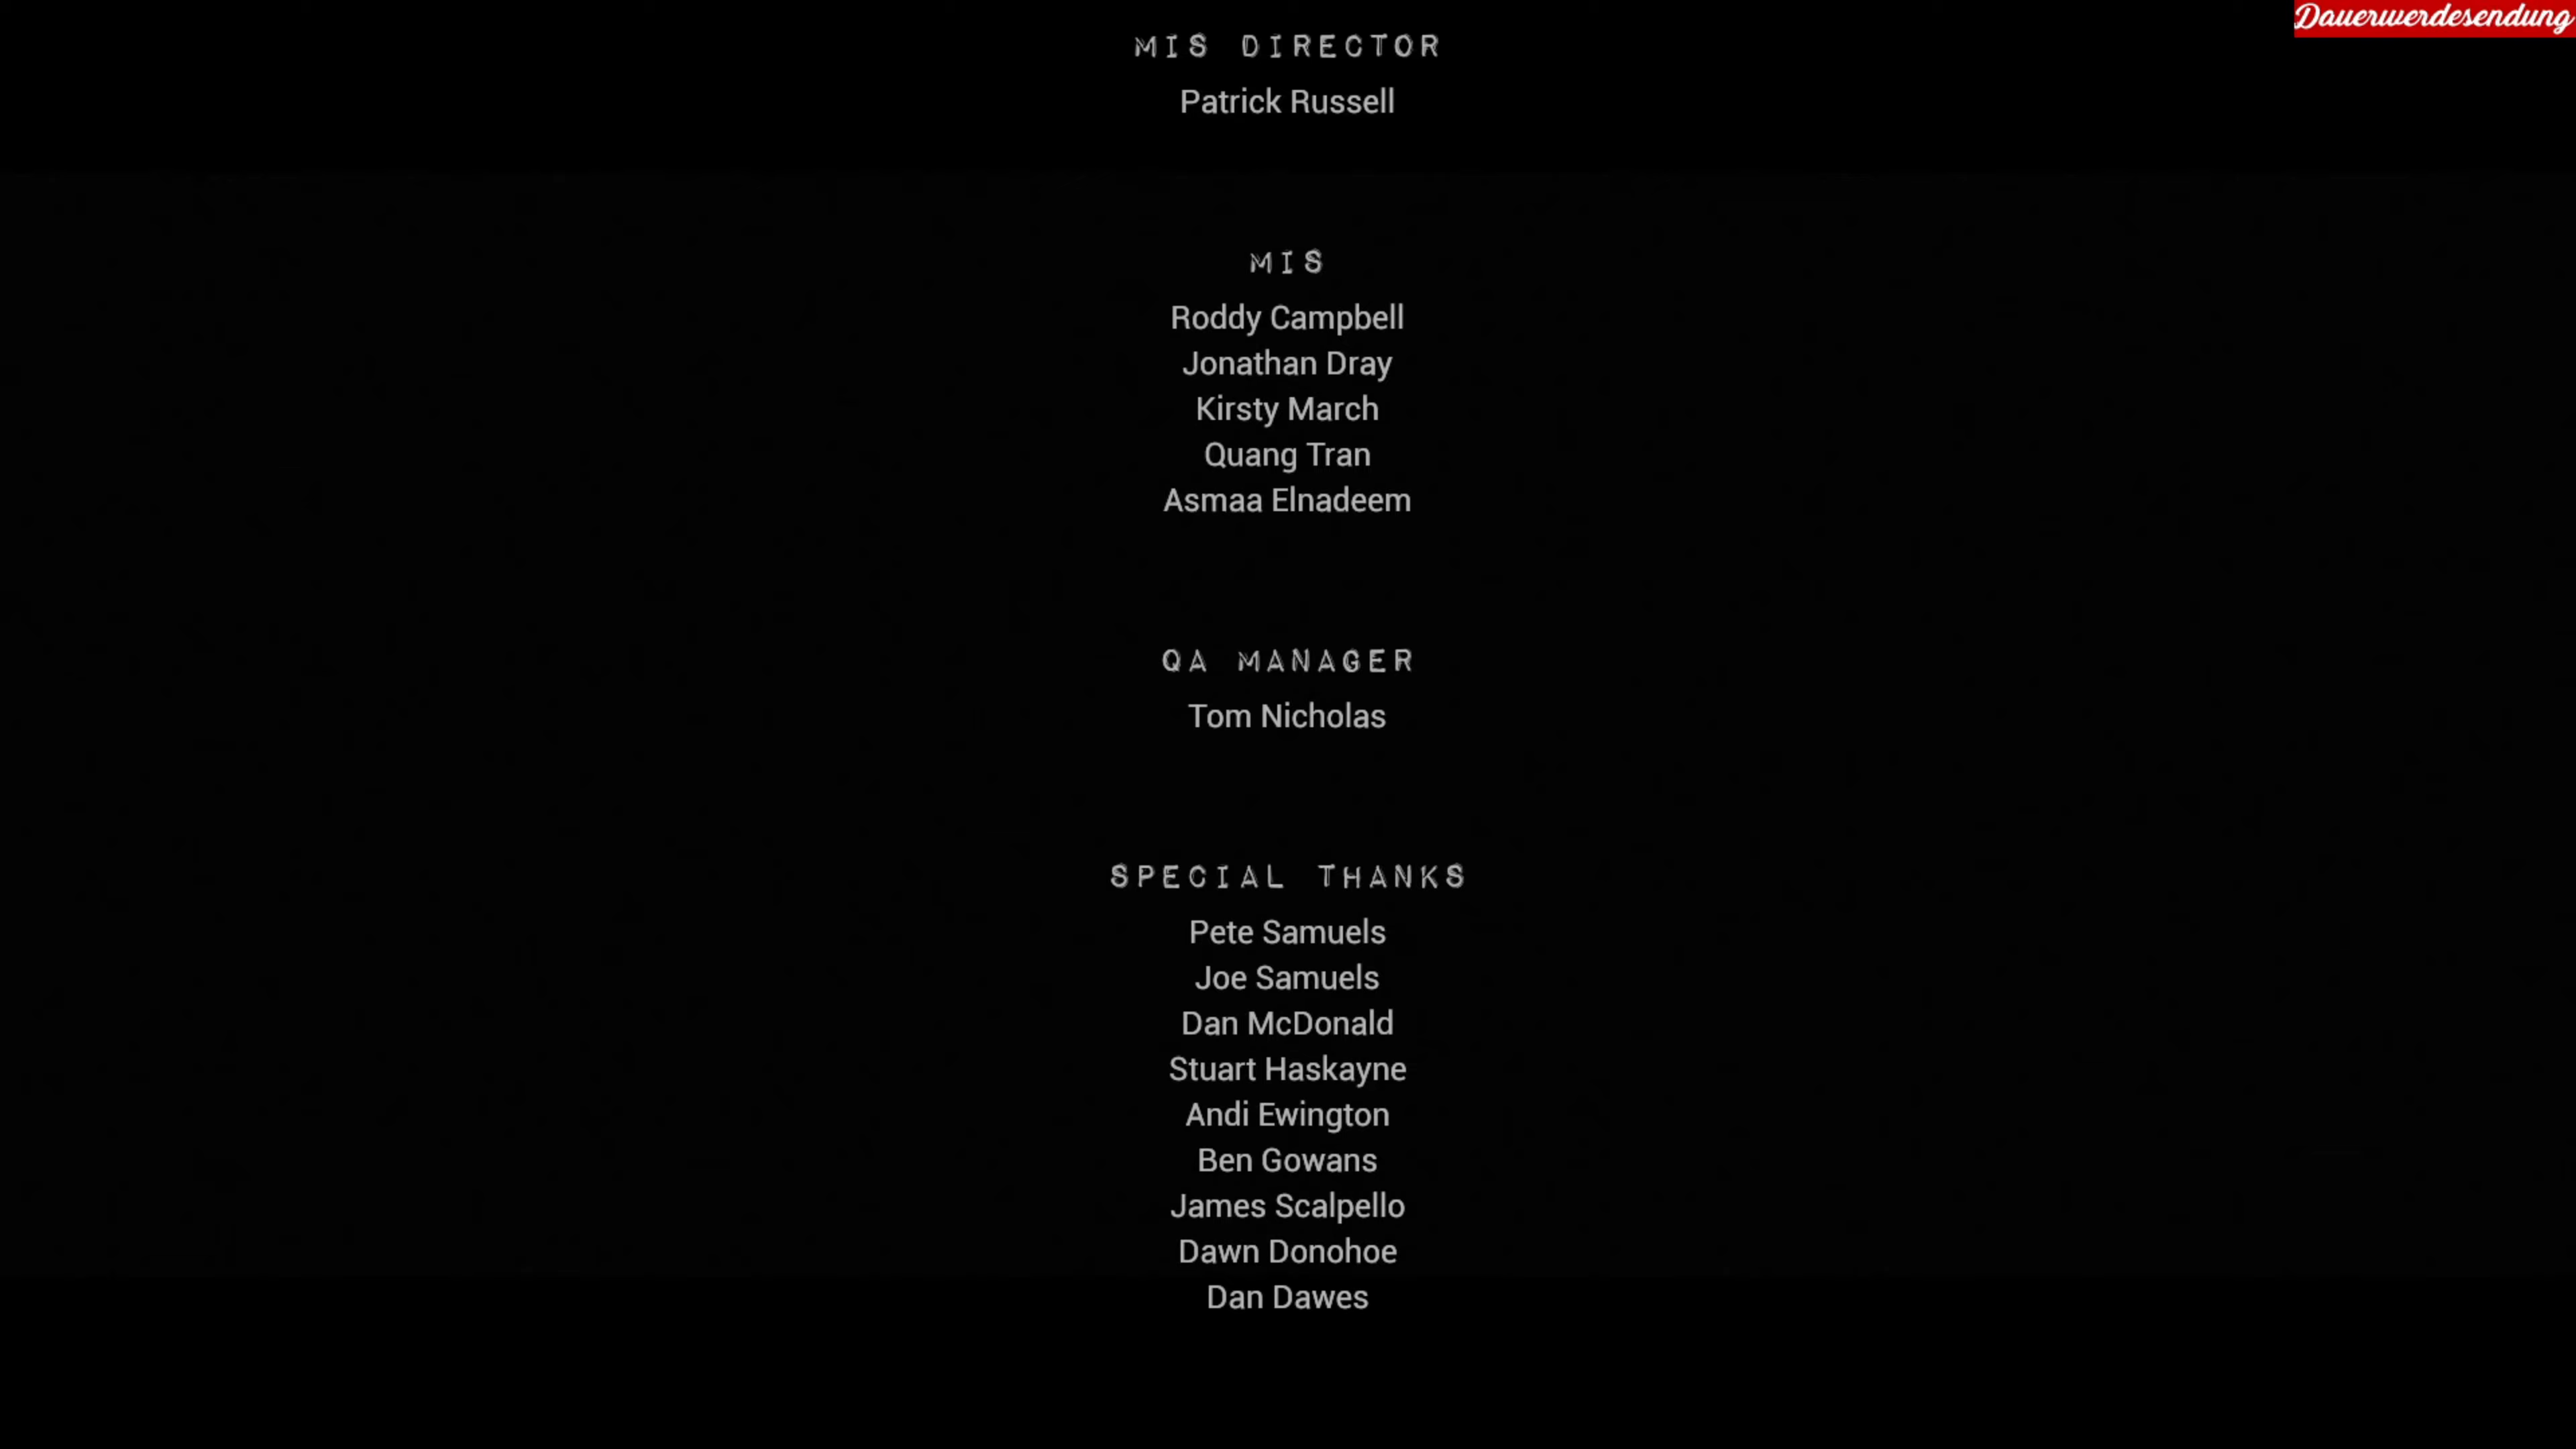 Dauerwerdesendung
MIS DIRECTOR
Patrick Russell
MIS
Roddy Campbell
Jonathan Dray
Kirsty March
Quang Tran
Asmaa Elnadeem
QA MANAGER
Tom Nicholas
SPECIAL THANKS
Pete Samuels
Joe Samuels
Dan McDonald
Stuart Haskayne
Andi Ewington
Ben Gowans
James Scalpello
Dawn Donohoe
Dan Dawes